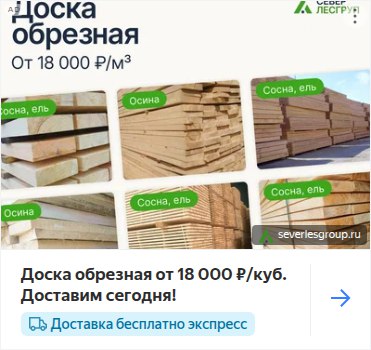 Доска
СЕВЕР
ЛЕСГРУП
обрезная
От 18 000 ₽/м³
Сосна, ель
Осина
Сосна, ель
Осина
Сосна, ель
Сосна, ель
severlesgroup.ru
Доска обрезная от 18 000 ₽/куб.
Доставим сегодня!
Доставка бесплатно экспресс